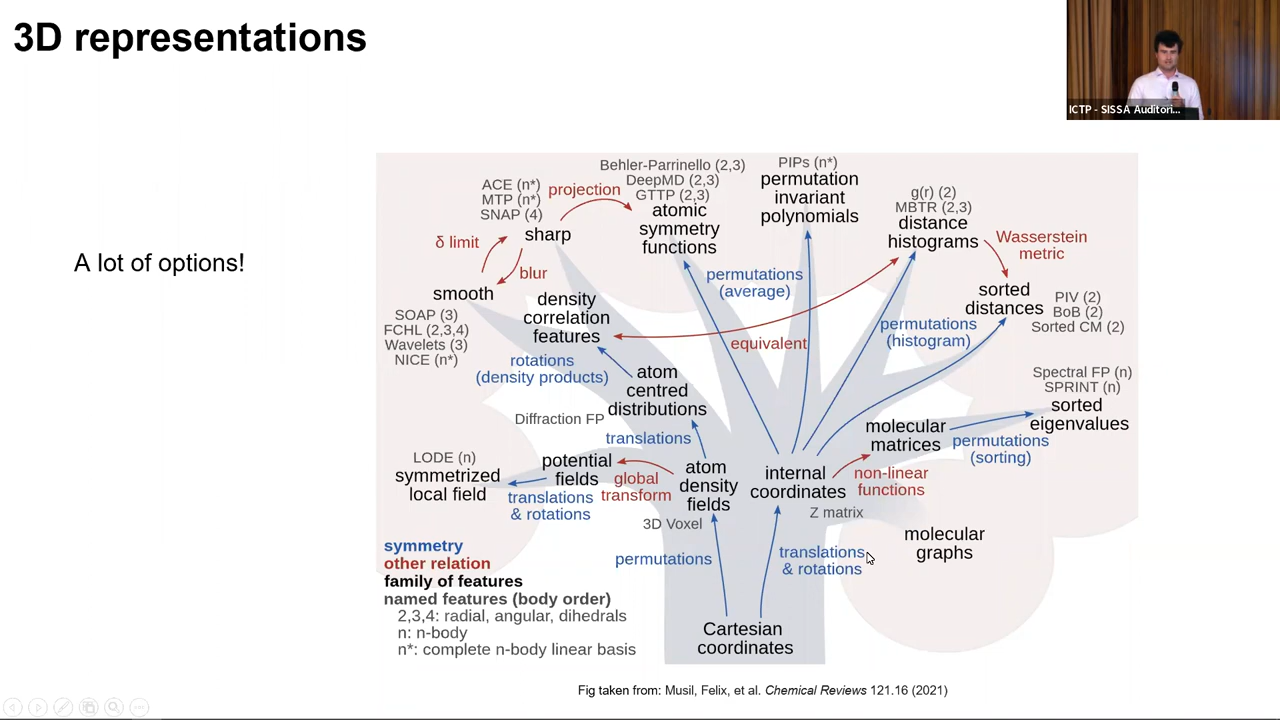 3D representations
ICTP - SISSA Auditori...
A lot of options!
ACE (n*)
MTP (n*)
SNAP (4)
sharp
projection
Behler-Parrinello (2,3)
DeepMD (2,3)
GTTP (2,3)
atomic
symmetry
functions
PIPs (n*)
permutation
invariant
polynomials
g(r) (2)
MBTR (2,3)
distance
histograms
Wasserstein
metric
δ limit
blur
smooth
SOAP (3)
FCHL (2,3,4)
Wavelets (3)
NICE (n*)
density
correlation
features
permutations
(average)
equivalent
permutations
(histogram)
sorted
distances
PIV (2)
BoB (2)
Sorted CM (2)
rotations
(density products)
atom
centred
distributions
Diffraction FP
translations
Spectral FP (n)
SPRINT (n)
sorted
eigenvalues
molecular
matrices
permutations
(sorting)
LODE (n)
symmetrized
local field
potential
fields
translations
& rotations
global
transform
atom
density
fields
3D Voxel
internal
coordinates
Z matrix
non-linear
functions
molecular
graphs
permutations
translations
& rotations
Cartesian
coordinates
symmetry
other relation
family of features
named features (body order)
2,3,4: radial, angular, dihedrals
n: n-body
n*: complete n-body linear basis
Fig taken from: Musil, Felix, et al. Chemical Reviews 121.16 (2021)